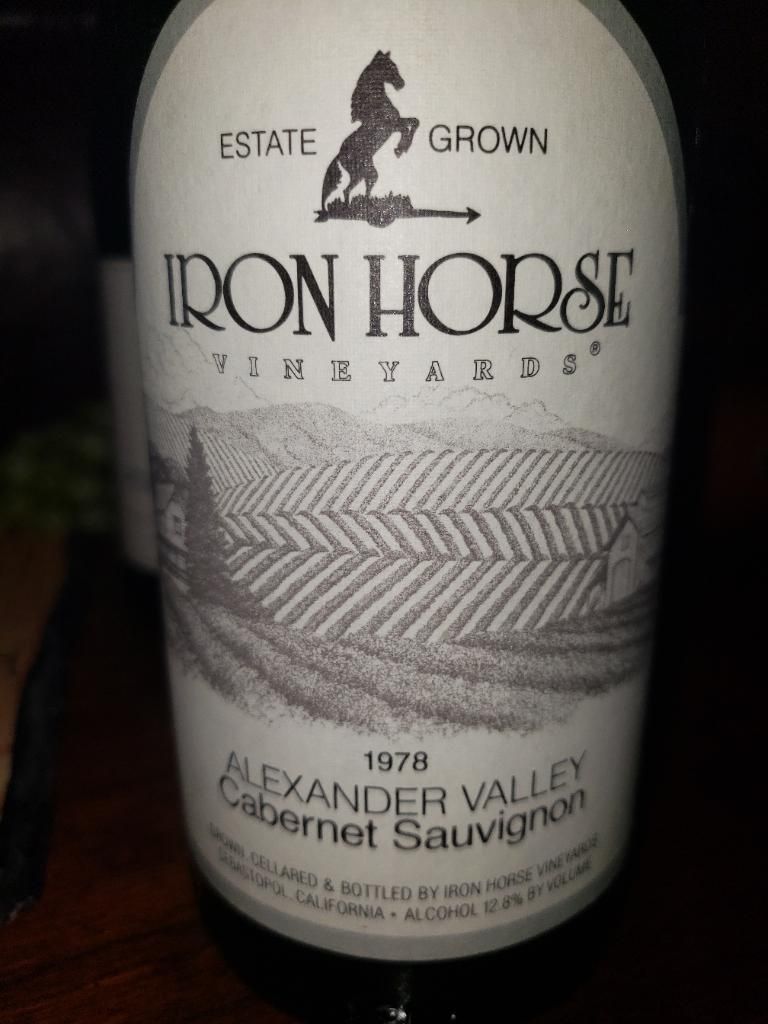 ESTATE GROWN
IRON HORSE
VINEYARDS®
1978
ALEXANDER VALLEY
Cabernet Sauvignon
GROWN, CELLARED & BOTTLED BY IRON HORSE VINEYARDS
SEBASTOPOL, CALIFORNIA • ALCOHOL 12.8% BY VOLUME